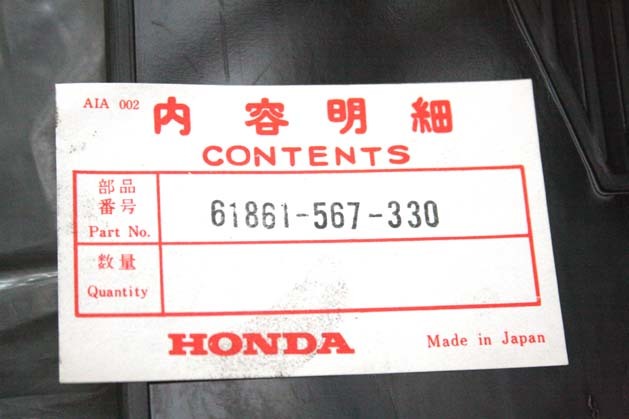 AIA 002
内容明細
CONTENTS
部品
番号
Part No.
61861-567-330
数量
Quantity
HONDA
Made in Japan